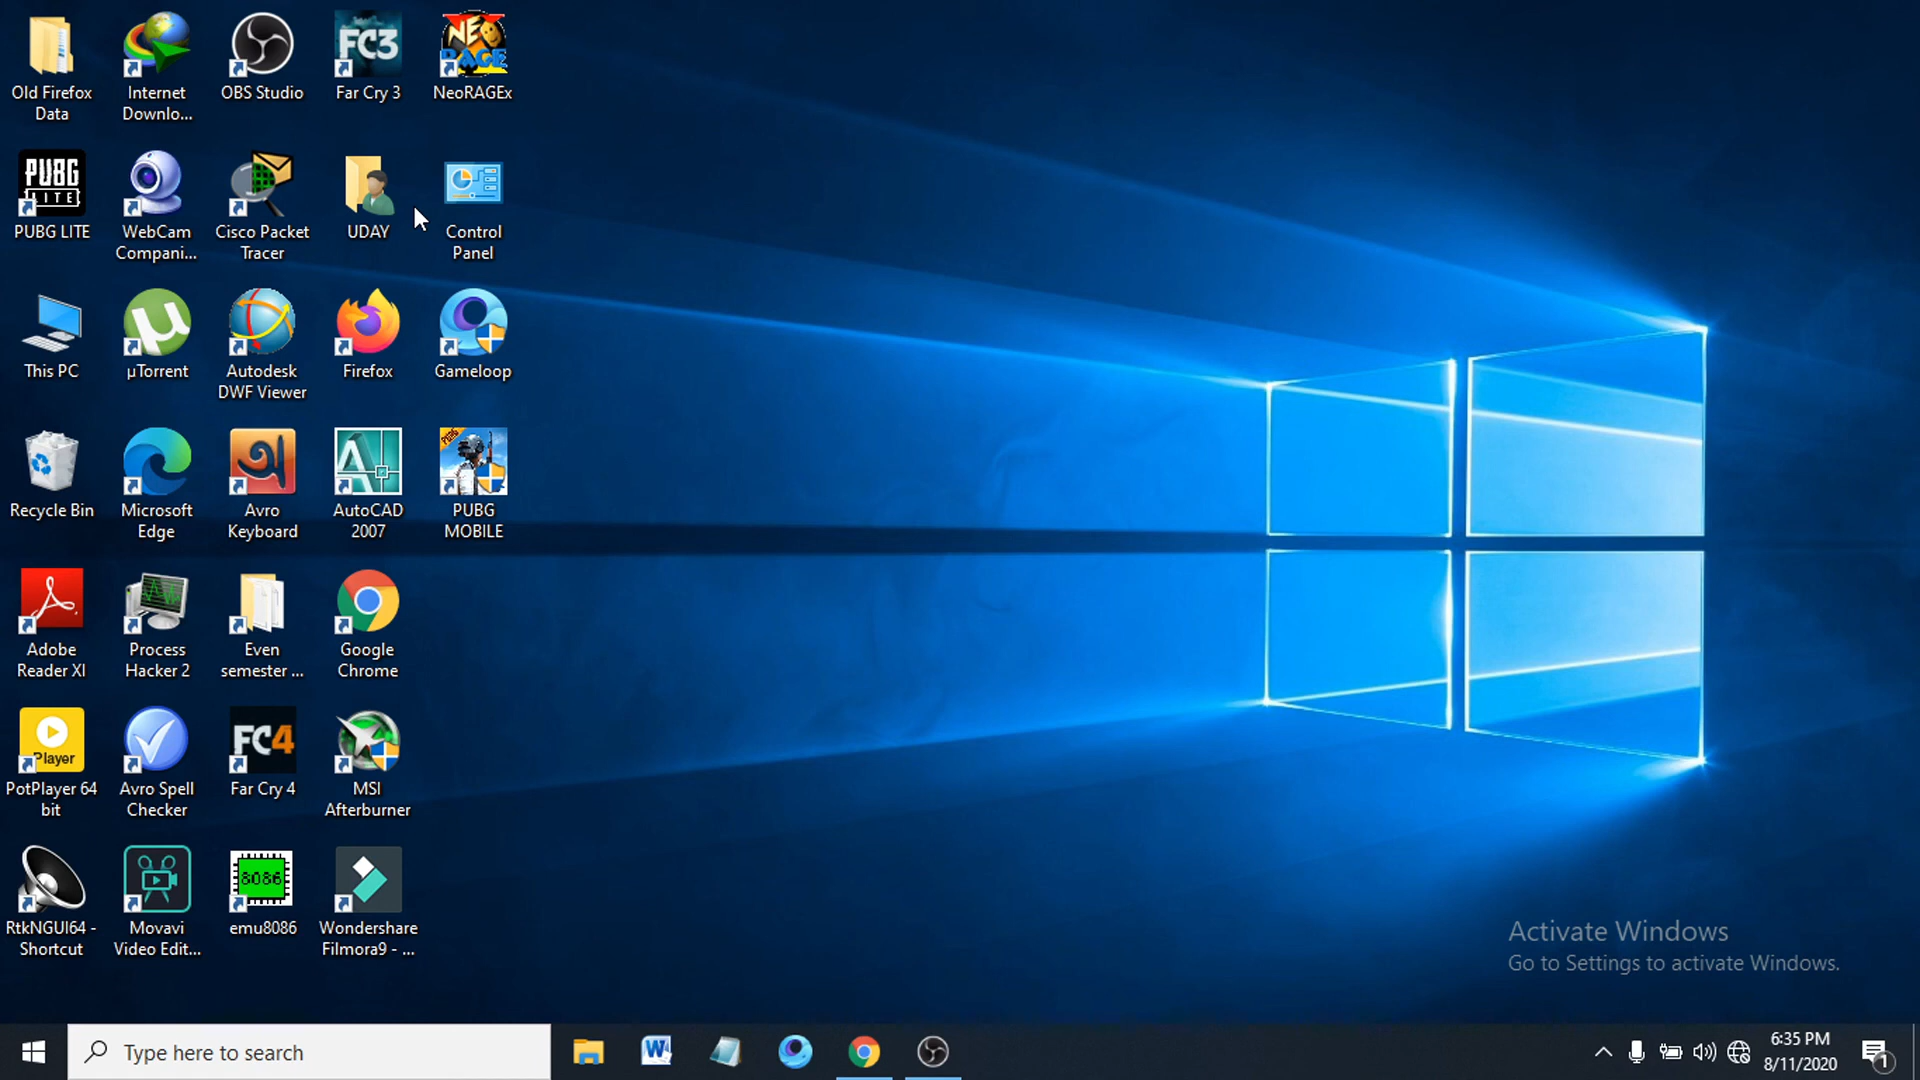 Old Firefox
Data
Internet
Downlo...
OBS Studio
FC3
Far Cry 3
NEO
RAGE
NeoRAGEx
PUBG
LITE
PUBG LITE
WebCam
Compani...
Cisco Packet
Tracer
UDAY
Control
Panel
This PC
µ
µTorrent
Autodesk
DWF Viewer
Firefox
Gameloop
Recycle Bin
Microsoft
Edge
অ
Avro
Keyboard
AutoCAD
2007
PUBG
PUBG
MOBILE
Adobe
Reader XI
Process
Hacker 2
Even
semester ...
Google
Chrome
Player
PotPlayer 64
bit
Avro Spell
Checker
FC4
Far Cry 4
MSI
Afterburner
RtkNGUI64 -
Shortcut
Movavi
Video Edit...
8086
emu8086
Wondershare
Filmora9 - ...
Activate Windows
Go to Settings to activate Windows.
Type here to search
W
6:35 PM
8/11/2020
1